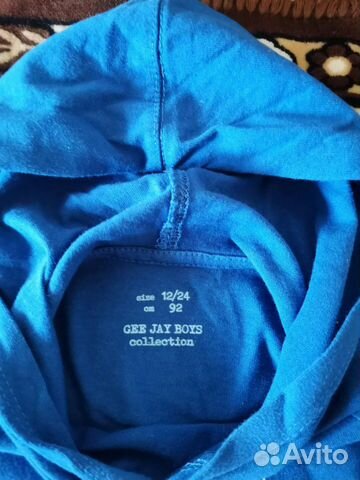 size 12/24
cm 92
GEE JAY BOYS
collection
Avito